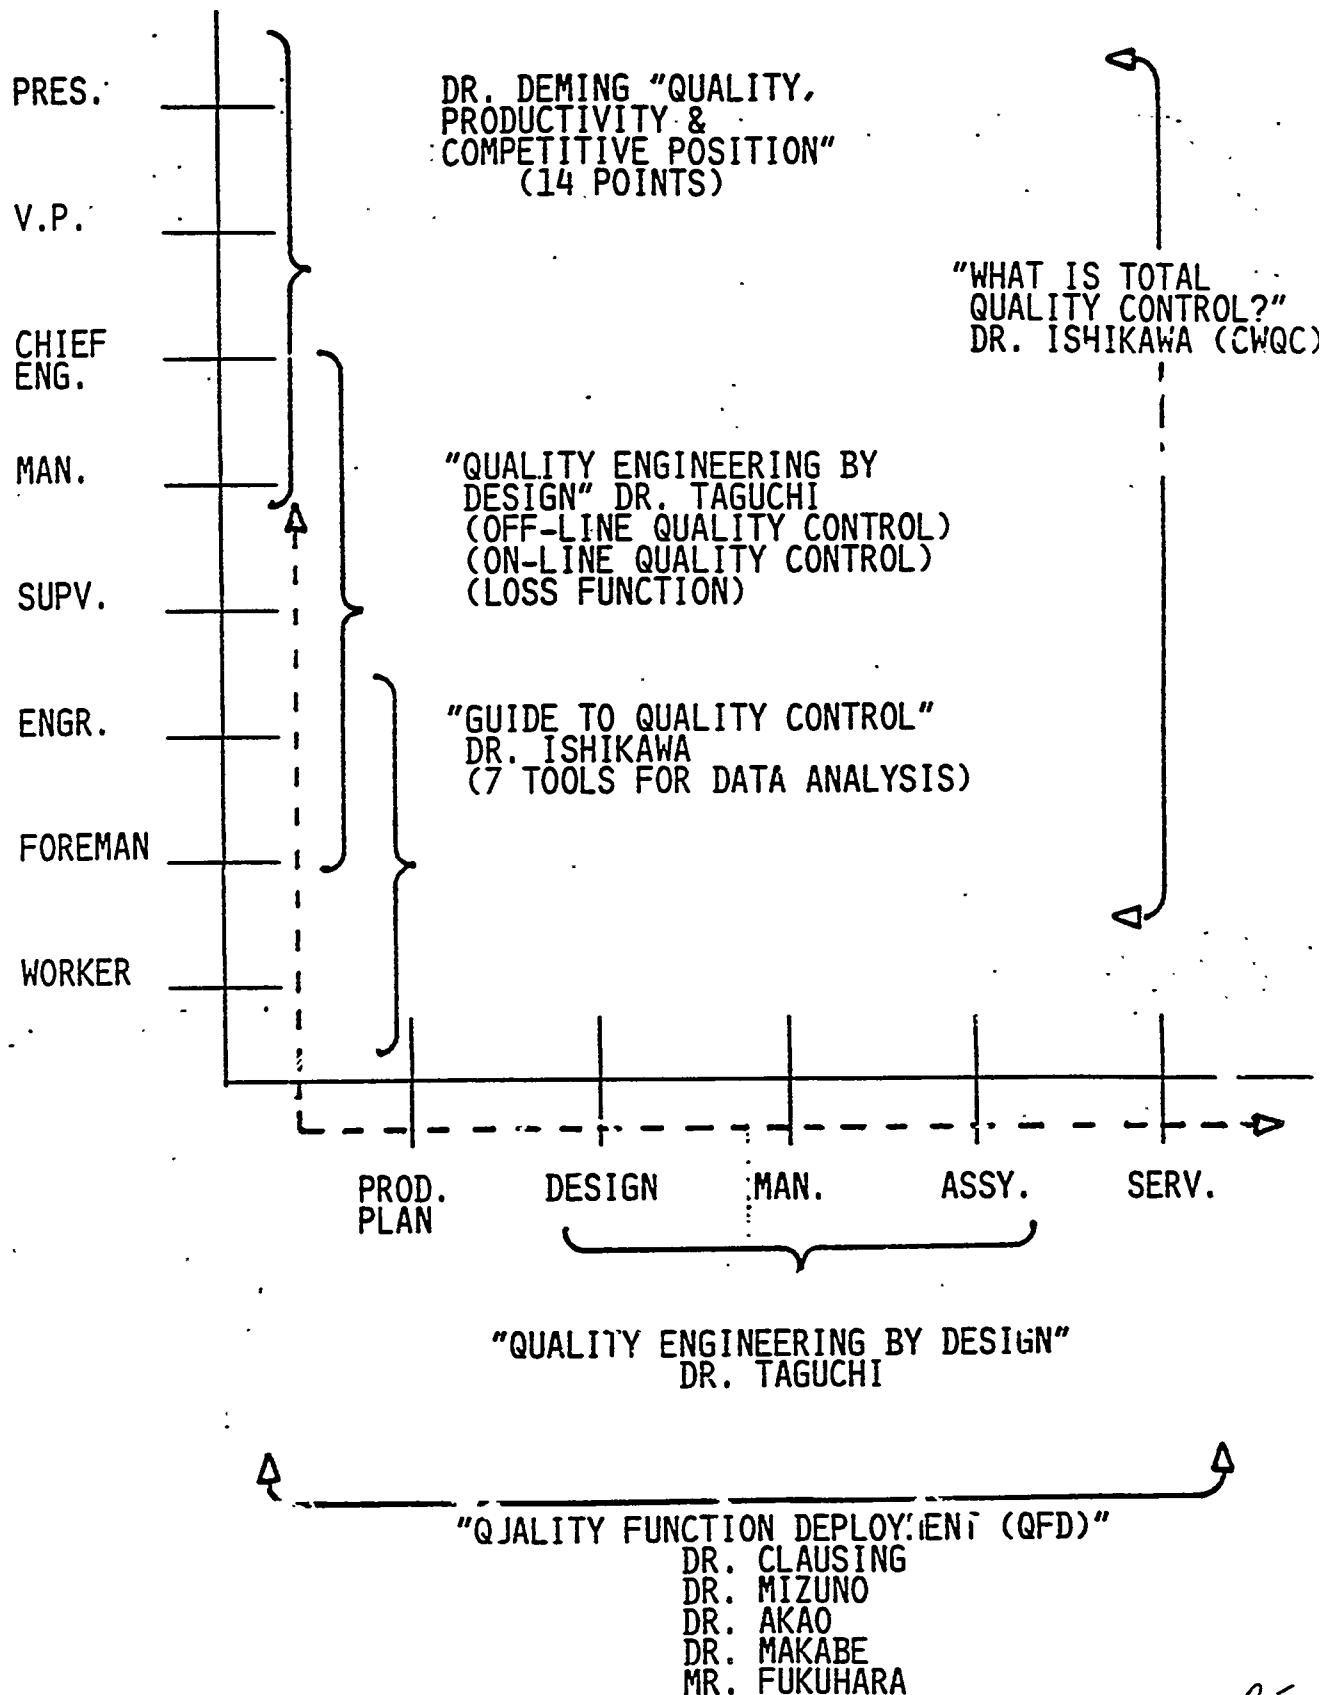 PRES.
DR. DEMING "QUALITY,
PRODUCTIVITY &
COMPETITIVE POSITION"
(14 POINTS)
V.P.
"WHAT IS TOTAL
QUALITY CONTROL?"
DR. ISHIKAWA (CWQC)
CHIEF
ENG.
MAN.
"QUALITY ENGINEERING BY
DESIGN" DR. TAGUCHI
(OFF-LINE QUALITY CONTROL)
(ON-LINE QUALITY CONTROL)
(LOSS FUNCTION)
SUPV.
ENGR.
"GUIDE TO QUALITY CONTROL"
DR. ISHIKAWA
(7 TOOLS FOR DATA ANALYSIS)
FOREMAN
WORKER
PROD.
PLAN
DESIGN
MAN.
ASSY.
SERV.
"QUALITY ENGINEERING BY DESIGN"
DR. TAGUCHI
"QUALITY FUNCTION DEPLOYMENT (QFD)"
DR. CLAUSING
DR. MIZUNO
DR. AKAO
DR. MAKABE
MR. FUKUHARA